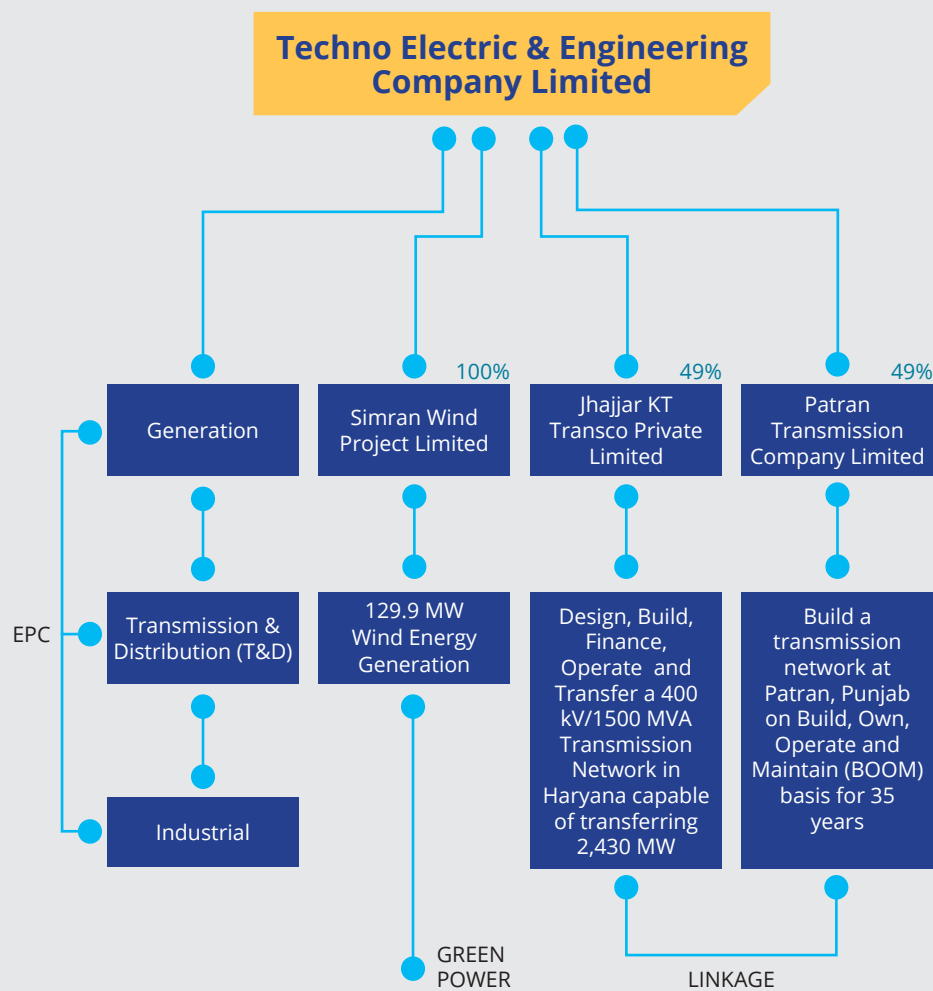 Techno Electric & Engineering
Company Limited
100%
49%
49%
Generation
Simran Wind
Project Limited
Jhajjar KT
Transco Private
Limited
Patran
Transmission
Company Limited
EPC
Transmission &
Distribution (T&D)
129.9 MW
Wind Energy
Generation
Design, Build,
Finance,
Operate and
Transfer a 400
kV/1500 MVA
Transmission
Network in
Haryana capable
of transferring
2,430 MW
Build a
transmission
network at
Patran, Punjab
on Build, Own,
Operate and
Maintain (BOOM)
basis for 35
years
Industrial
GREEN
POWER
LINKAGE